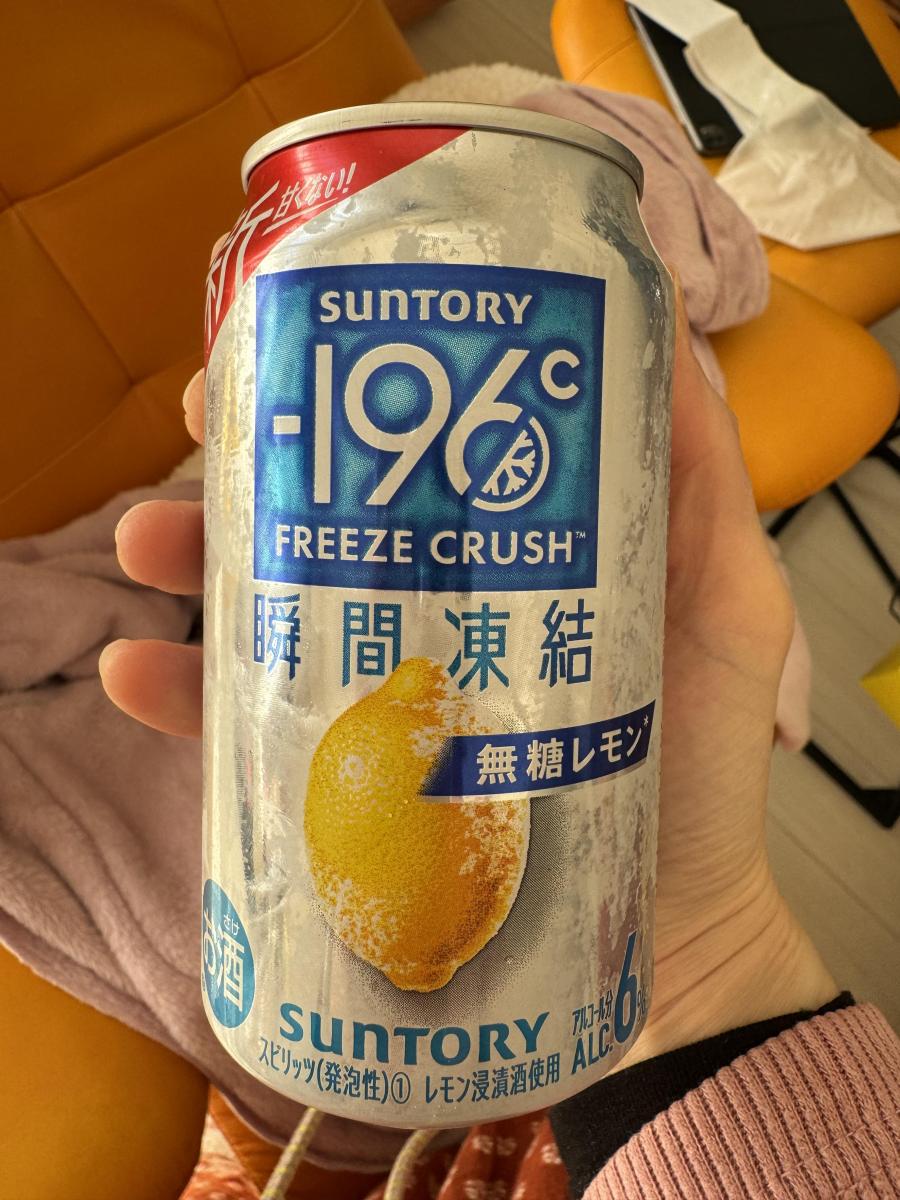 新 甘くない!
SUNTORY
-196℃
FREEZE CRUSH™
瞬間凍結
無糖レモン*
さけ
お酒
SUNTORY
スピリッツ(発泡性)① レモン浸漬酒使用
アルコール分
ALC.6%